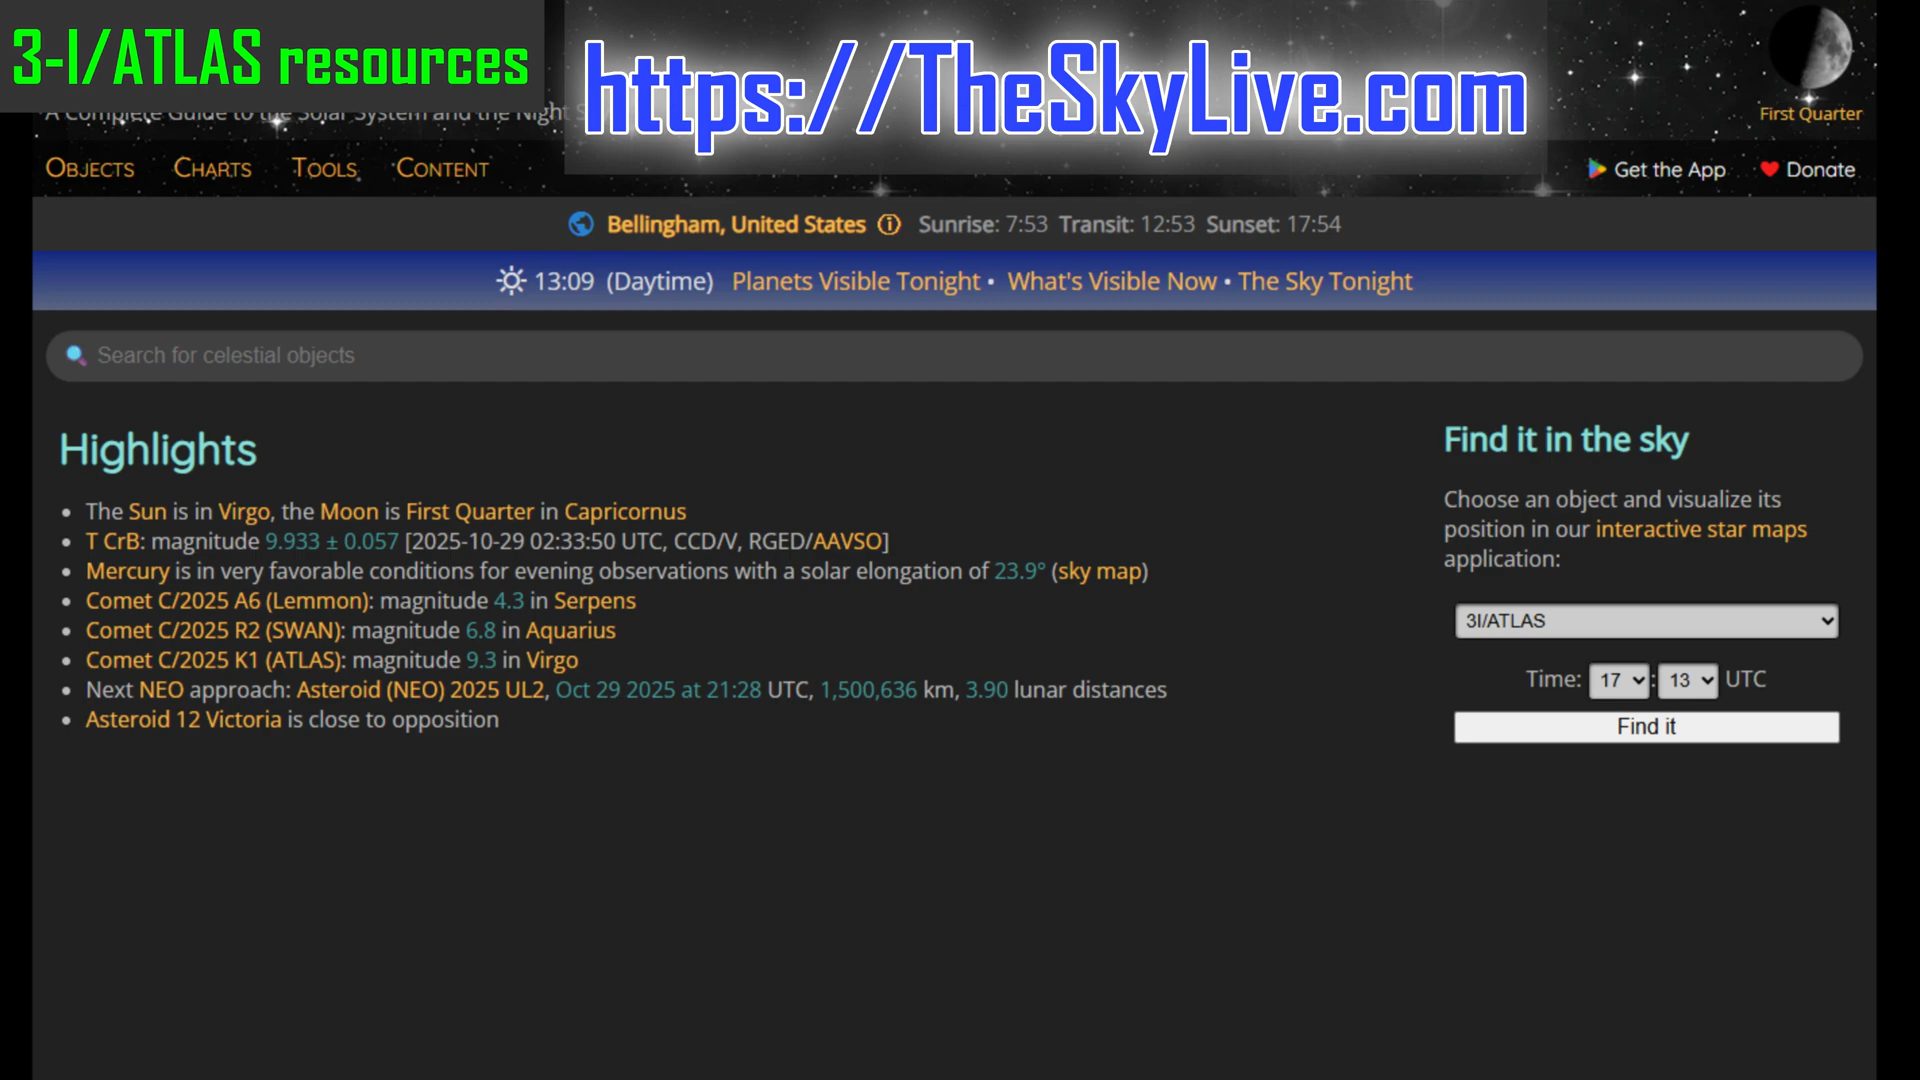 3-I/ATLAS resources
https://TheSkyLive.com
A Complete Guide to the Solar System and the Night S
First Quarter
Objects Charts Tools Content
Get the App Donate
Bellingham, United States Sunrise: 7:53 Transit: 12:53 Sunset: 17:54
13:09 (Daytime) Planets Visible Tonight • What's Visible Now • The Sky Tonight
Search for celestial objects
Highlights
• The Sun is in Virgo, the Moon is First Quarter in Capricornus
• T CrB: magnitude 9.933 ± 0.057 [2025-10-29 02:33:50 UTC, CCD/V, RGED/AAVSO]
• Mercury is in very favorable conditions for evening observations with a solar elongation of 23.9° (sky map)
• Comet C/2025 A6 (Lemmon): magnitude 4.3 in Serpens
• Comet C/2025 R2 (SWAN): magnitude 6.8 in Aquarius
• Comet C/2025 K1 (ATLAS): magnitude 9.3 in Virgo
• Next NEO approach: Asteroid (NEO) 2025 UL2, Oct 29 2025 at 21:28 UTC, 1,500,636 km, 3.90 lunar distances
• Asteroid 12 Victoria is close to opposition
Find it in the sky
Choose an object and visualize its
position in our interactive star maps
application:
3I/ATLAS
Time: 17 : 13 UTC
Find it